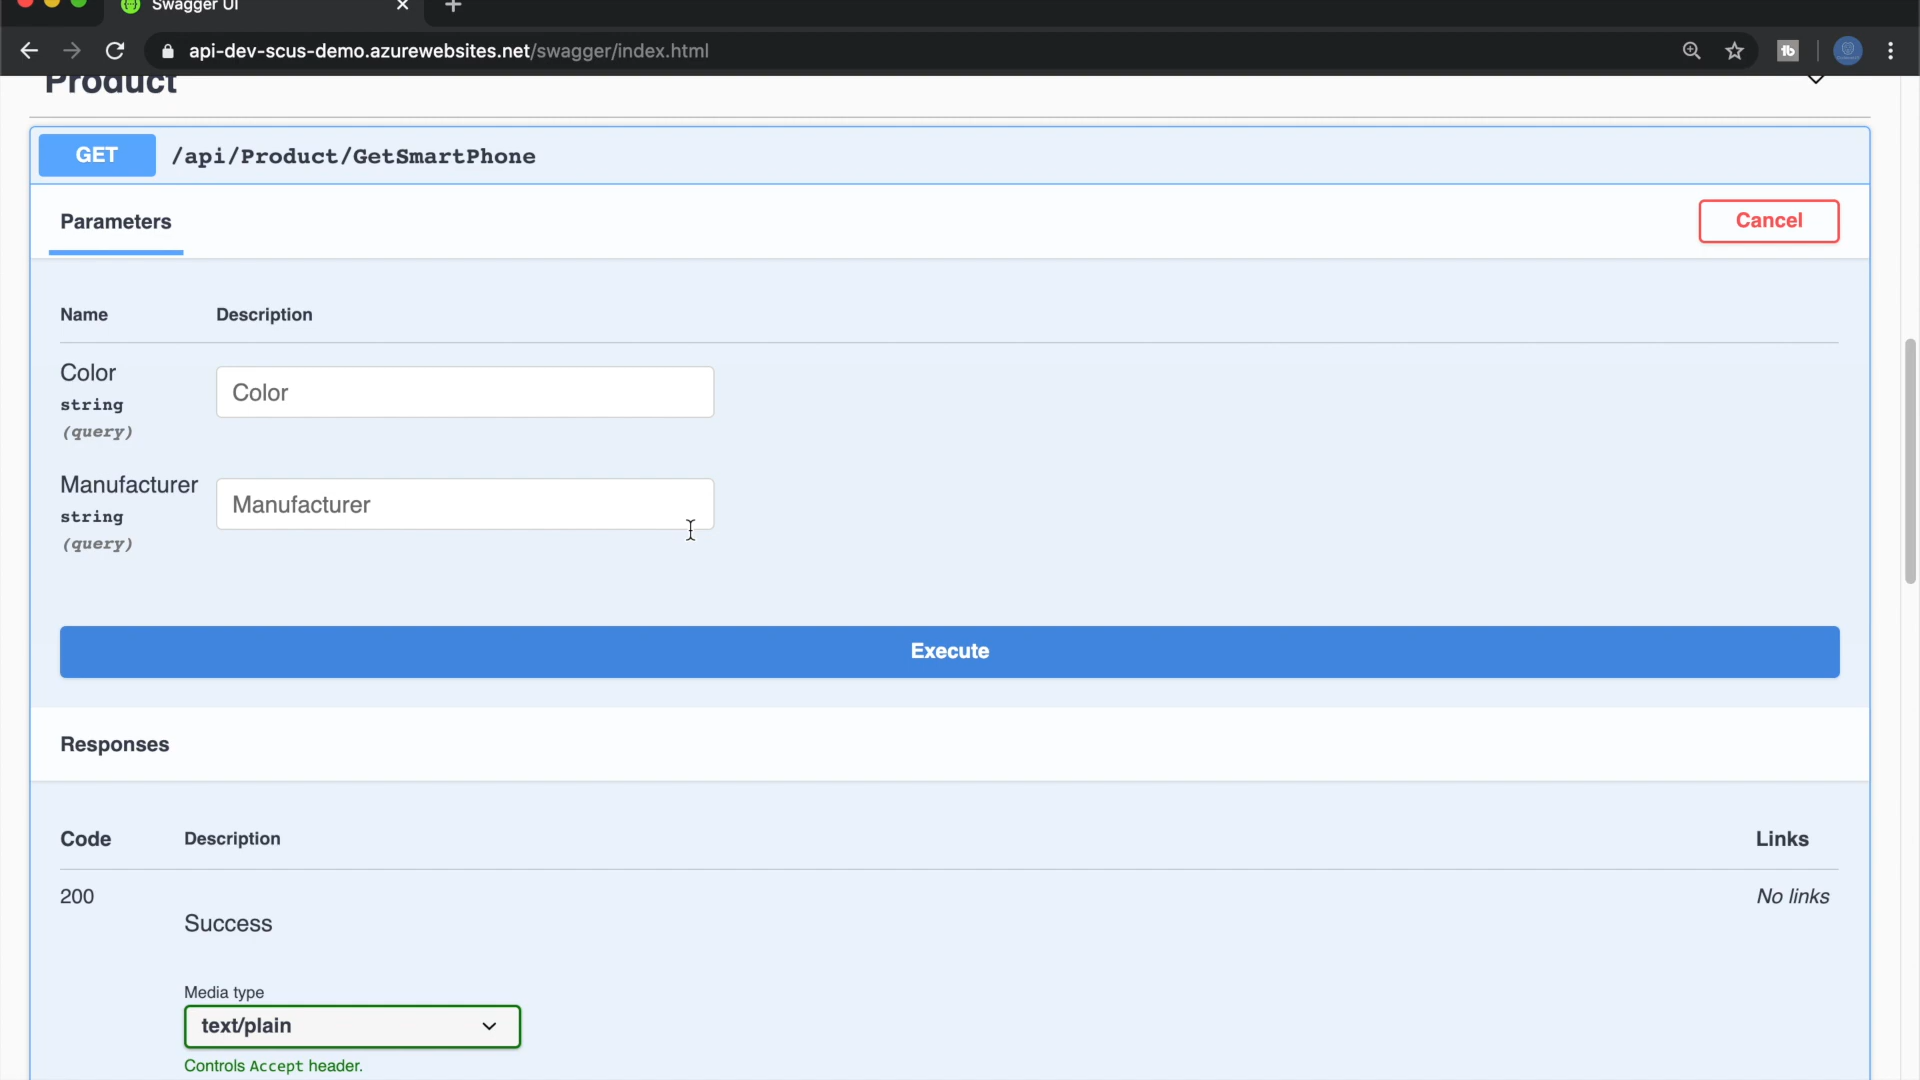 Swagger UI
api-dev-scus-demo.azurewebsites.net/swagger/index.html
Product
GET /api/Product/GetSmartPhone
Parameters
Cancel
Name Description
Color
string
(query)
Color
Manufacturer
string
(query)
Manufacturer
Execute
Responses
Code Description Links
200
Success
No links
Media type
text/plain
Controls Accept header.